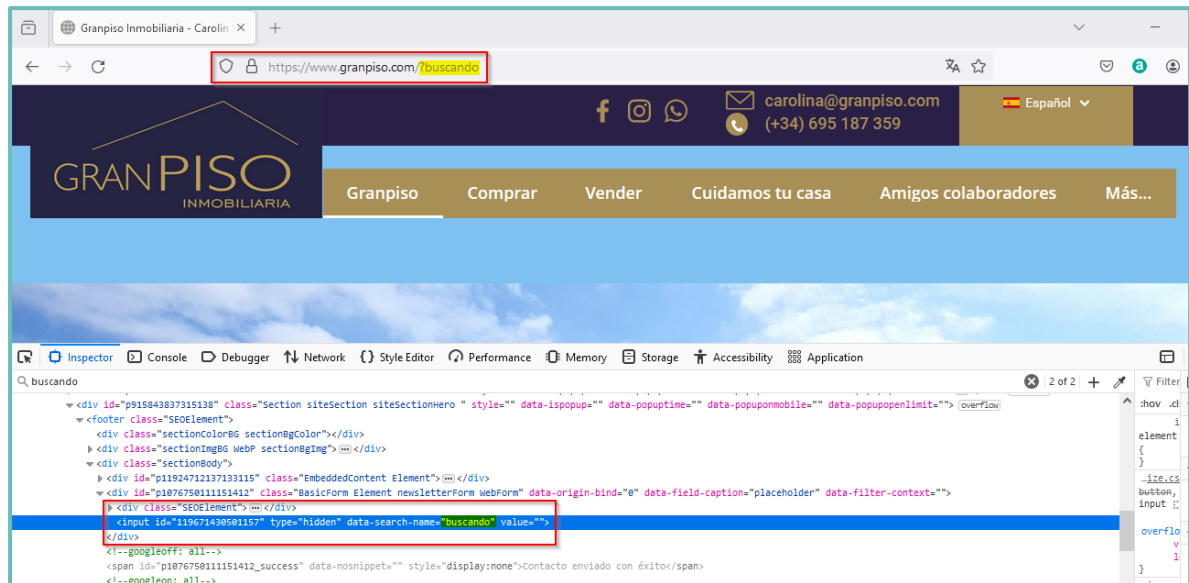 Granpiso Inmobiliaria - Carolin
https://www.granpiso.com/?buscando
carolina@granpiso.com
(+34) 695 187 359
Español
GRANPISO
INMOBILIARIA
Granpiso Comprar Vender Cuidamos tu casa Amigos colaboradores Más...
Inspector Console Debugger Network Style Editor Performance Memory Storage Accessibility Application
buscando 2 of 2 + Filter
<div id="p915843837315138" class="Section siteSection siteSectionHero " style="" data-ispopup="" data-popuptime="" data-popuponmobile="" data-popupopenlimit=""> overflow :hov .cl
<footer class="SEOElement">
<div class="sectionColorBG sectionBgColor"></div>
<div class="sectionImgBG WebP sectionBgImg"></div> element
<div class="sectionBody"> {
<div id="p11924712137133115" class="EmbeddedContent Element"></div> }
<div id="p1076750111151412" class="BasicForm Element newsletterForm WebForm" data-origin-bind="0" data-field-caption="placeholder" data-filter-context=""> …ize.cs
<div class="SEOElement"></div> button,
<input id="119671430501157" type="hidden" data-search-name="buscando" value=""> input
</div> overflo
<!--googleoff: all-->
<span id="p1076750111151412_success" data-nosnippet="" style="display:none">Contacto enviado con éxito</span> }
<!--googleon: all-->